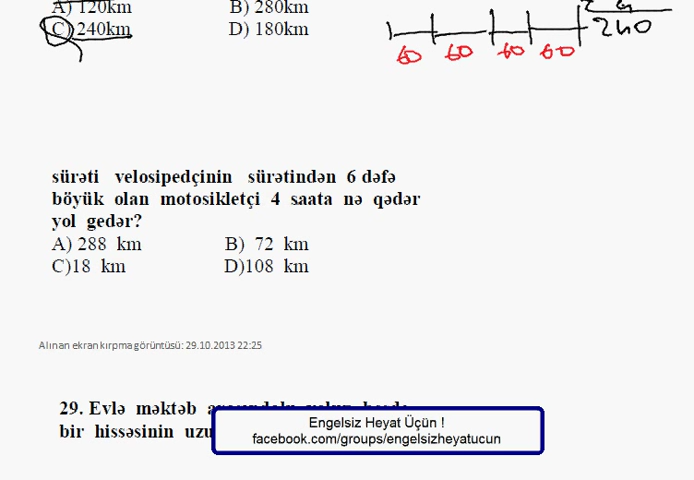 A) 120km B) 280km
C) 240km D) 180km
240
60 60 60 60
sürəti velosipedçinin sürətindən 6 dəfə
böyük olan motosikletçi 4 saata nə qədər
yol gedər?
A) 288 km B) 72 km
C)18 km D)108 km
Alınan ekran kırpma görüntüsü: 29.10.2013 22:25
29. Evlə məktəb
bir hissəsinin
Engelsiz Heyat Üçün !
facebook.com/groups/engelsizheyatucun